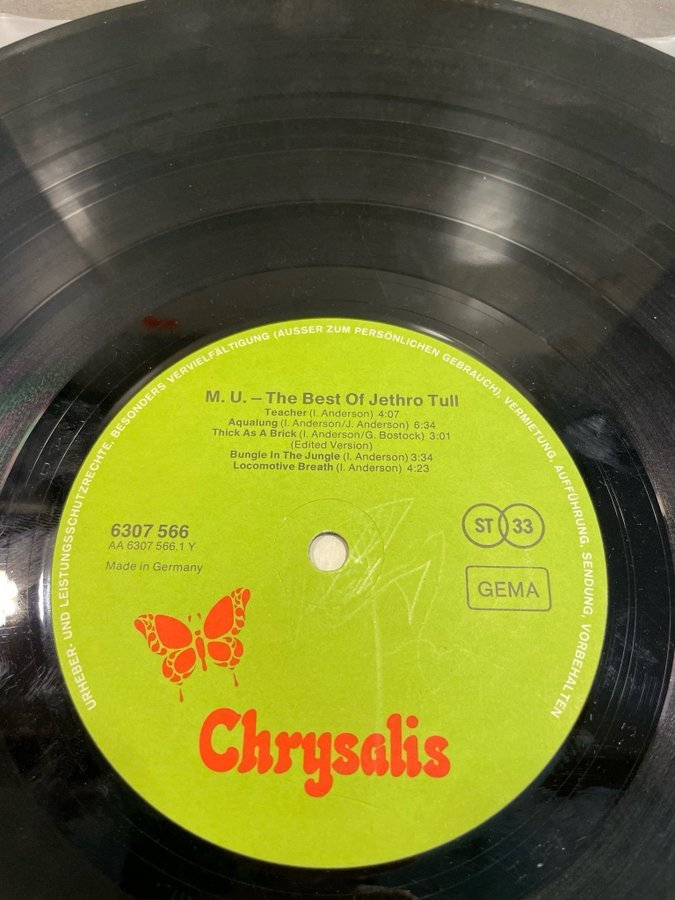 URHEBER- UND LEISTUNGSSCHUTZRECHTE, BESONDERS VERVIELFÄLTIGUNG (AUSSER ZUM PERSÖNLICHEN GEBRAUCH), VERMIETUNG, AUFFÜHRUNG, SENDUNG, VORBEHALTEN
M. U. – The Best Of Jethro Tull
Teacher (I. Anderson) 4:07
Aqualung (I. Anderson/J. Anderson) 6:34
Thick As A Brick (I. Anderson/G. Bostock) 3:01
(Edited Version)
Bungle In The Jungle (I. Anderson) 3:34
Locomotive Breath (I. Anderson) 4:23
6307 566
AA 6307 566.1 Y
Made in Germany
ST 33
GEMA
Chrysalis